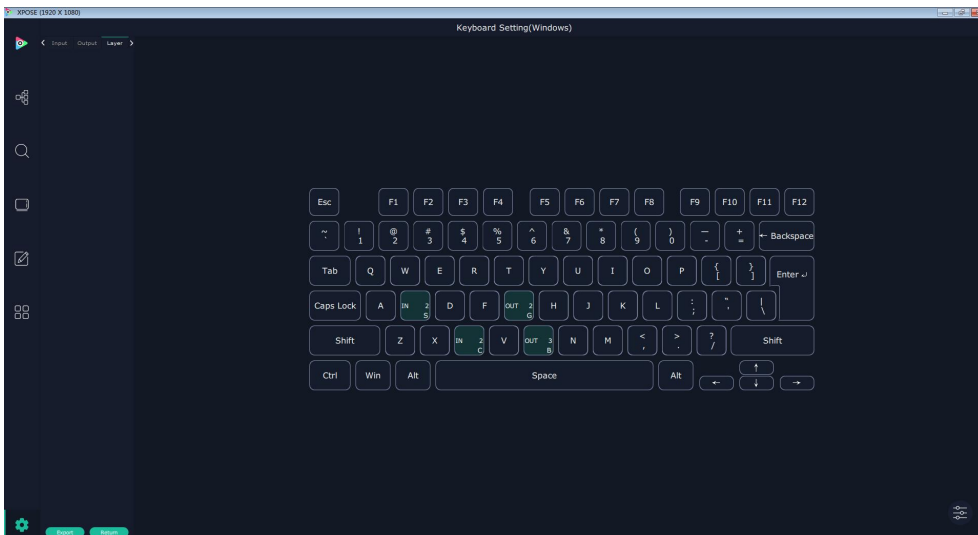 XPOSE (1920 X 1080)
Keyboard Setting(Windows)
< Input Output Layer >
Esc F1 F2 F3 F4 F5 F6 F7 F8 F9 F10 F11 F12
~ ! @ # $ % ^ & * ( ) — +
` 1 2 3 4 5 6 7 8 9 0 - = ← Backspace
Tab Q W E R T Y U I O P { [ } ] Enter ↵
Caps Lock A IN 2 S D F OUT 2 G H J K L : ; " ' | \
Shift Z X IN 2 C V OUT 3 B N M < , > . ? / Shift
Ctrl Win Alt Space Alt ← ↑ ↓ →
Export Return